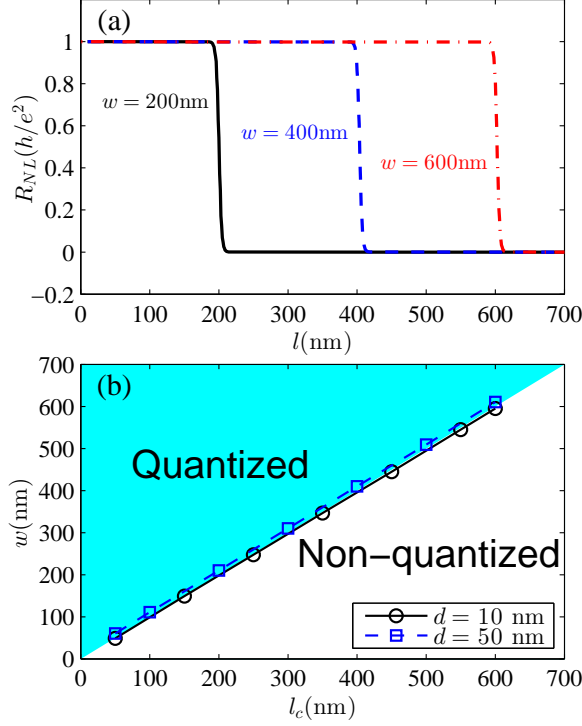 (a)
1
0.8
0.6
0.4
0.2
0
−0.2
R_{NL}(h/e^2)
w = 200nm
w = 400nm
w = 600nm
0 100 200 300 400 500 600 700
l(nm)
(b)
700
600
500
400
300
200
100
0
w(nm)
Quantized
Non−quantized
d = 10 nm
d = 50 nm
0 100 200 300 400 500 600 700
l_c(nm)